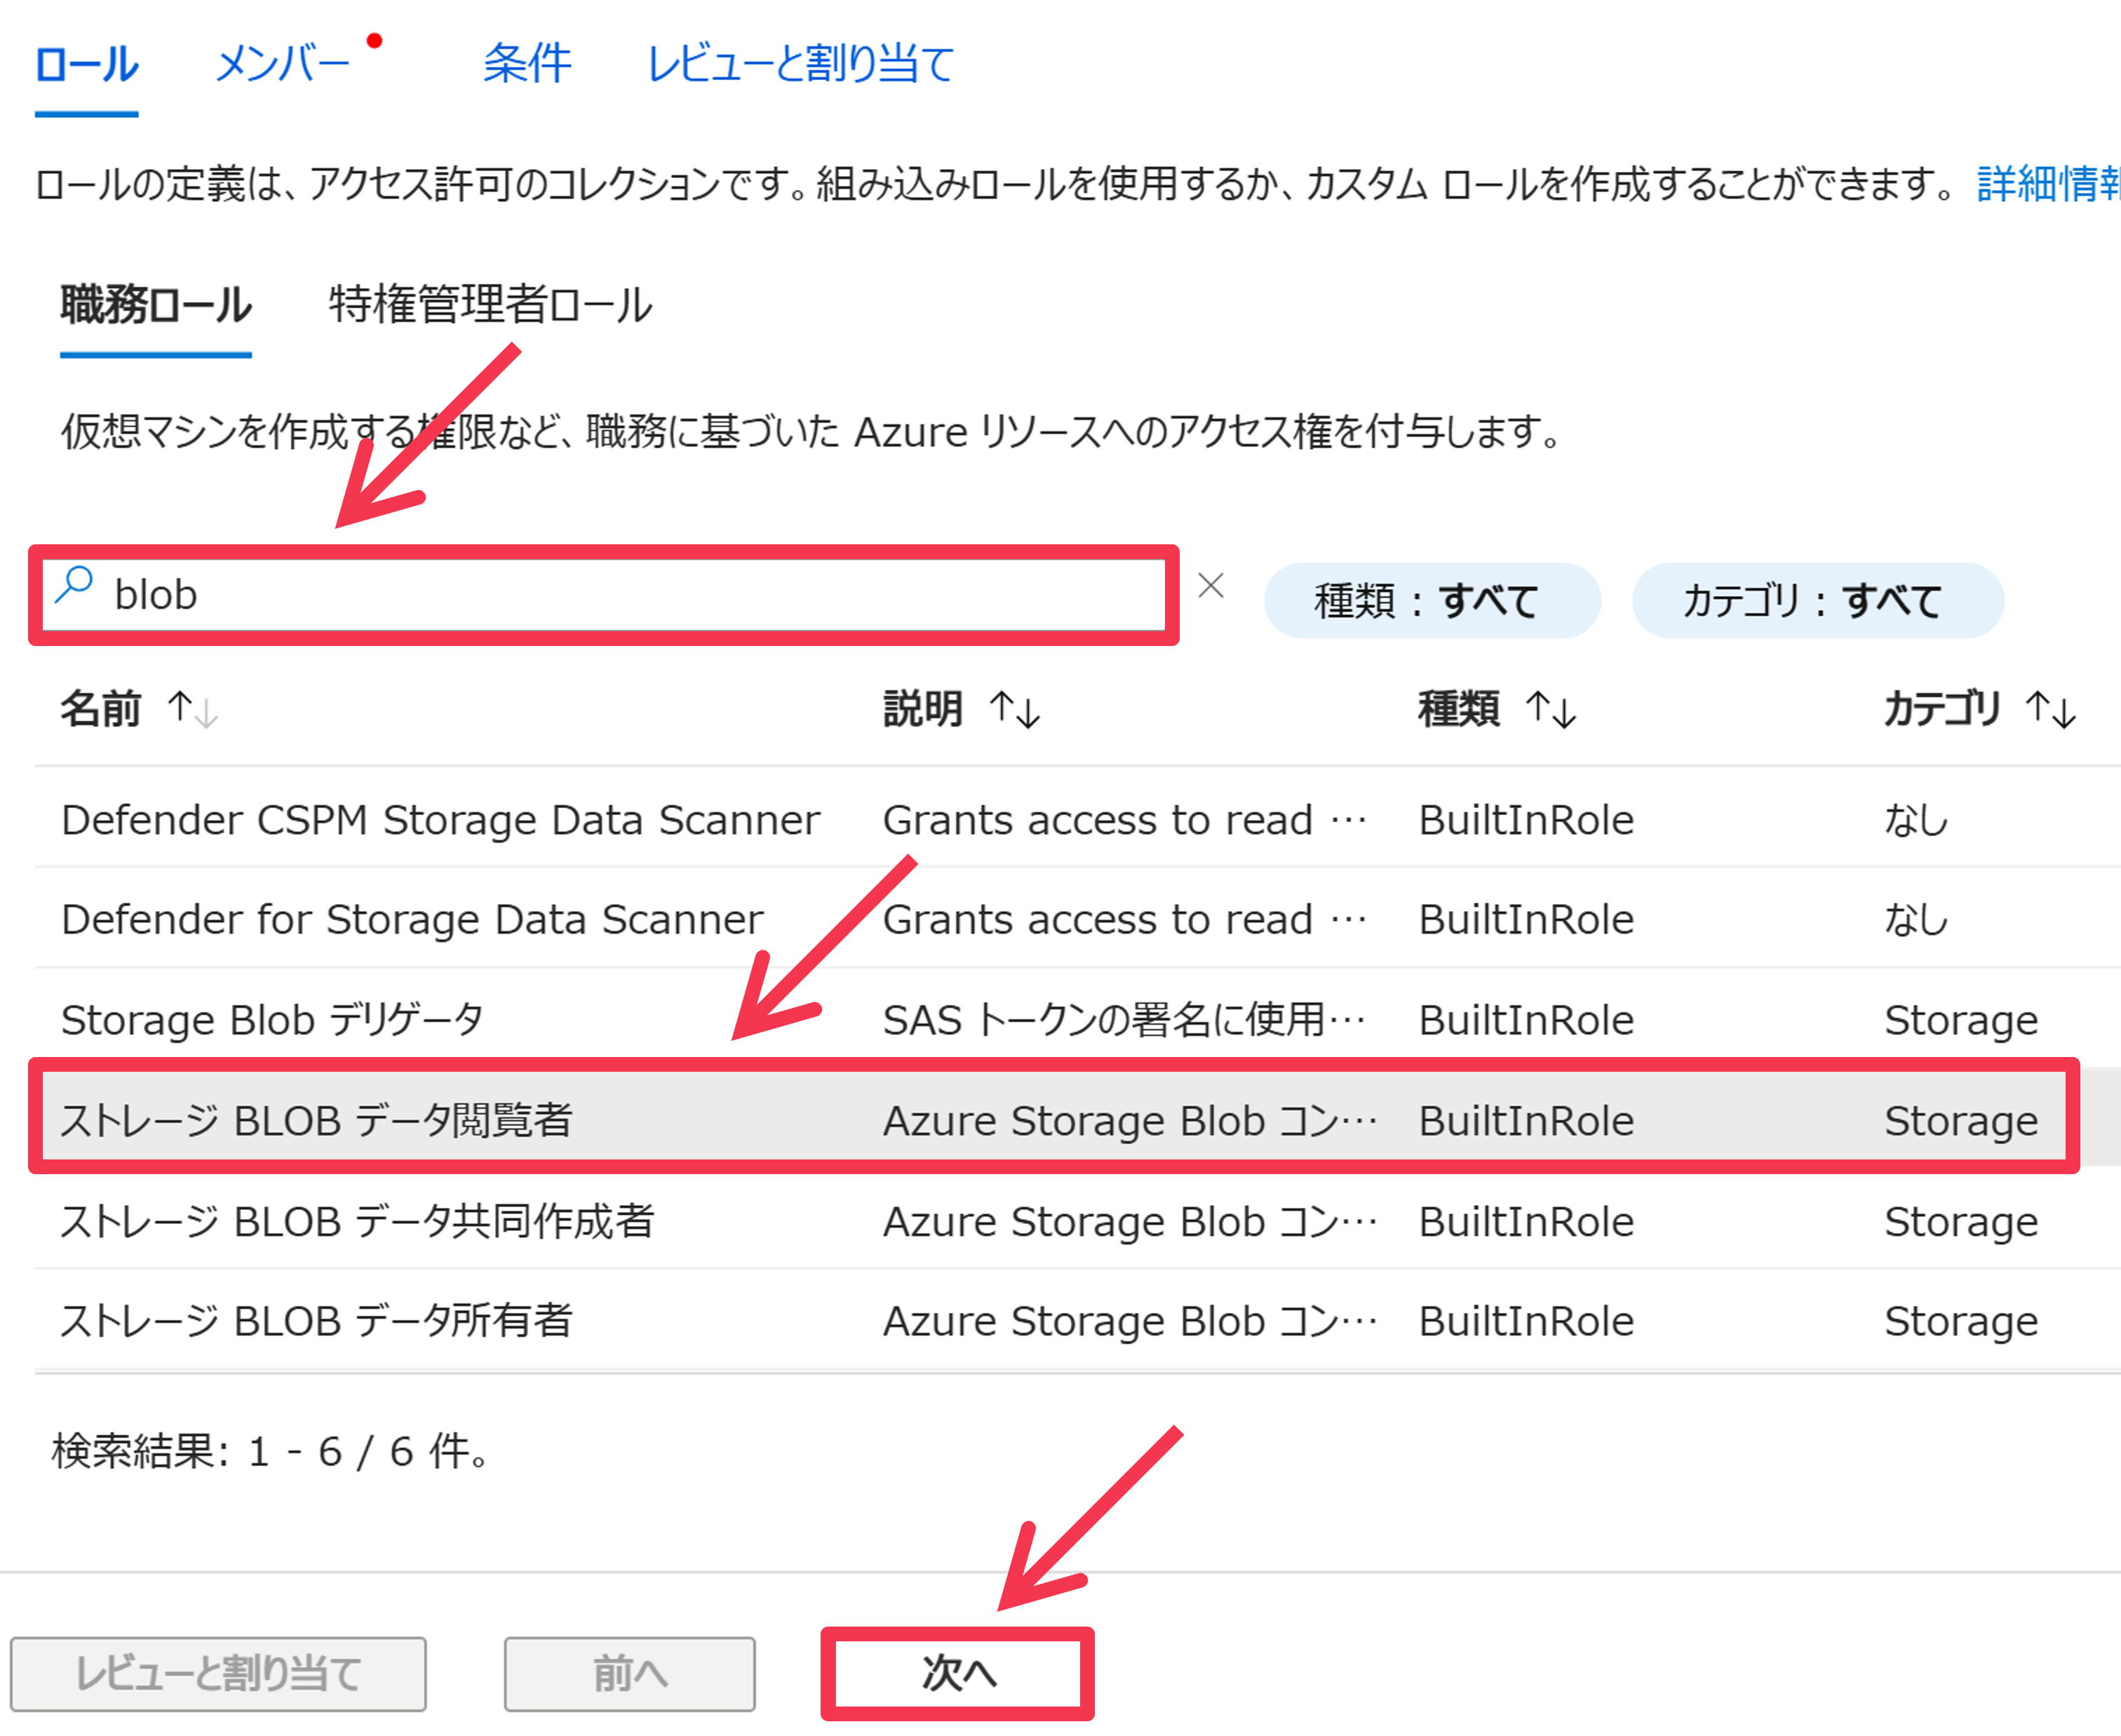 ロール メンバー 条件 レビューと割り当て
ロールの定義は、アクセス許可のコレクションです。組み込みロールを使用するか、カスタム ロールを作成することができます。 詳細情報
職務ロール 特権管理者ロール
仮想マシンを作成する権限など、職務に基づいた Azure リソースへのアクセス権を付与します。
blob 種類 : すべて カテゴリ : すべて
名前 ↑↓ 説明 ↑↓ 種類 ↑↓ カテゴリ ↑↓
Defender CSPM Storage Data Scanner Grants access to read … BuiltInRole なし
Defender for Storage Data Scanner Grants access to read … BuiltInRole なし
Storage Blob デリゲータ SAS トークンの署名に使用… BuiltInRole Storage
ストレージ BLOB データ閲覧者 Azure Storage Blob コン… BuiltInRole Storage
ストレージ BLOB データ共同作成者 Azure Storage Blob コン… BuiltInRole Storage
ストレージ BLOB データ所有者 Azure Storage Blob コン… BuiltInRole Storage
検索結果: 1 - 6 / 6 件。
レビューと割り当て 前へ 次へ